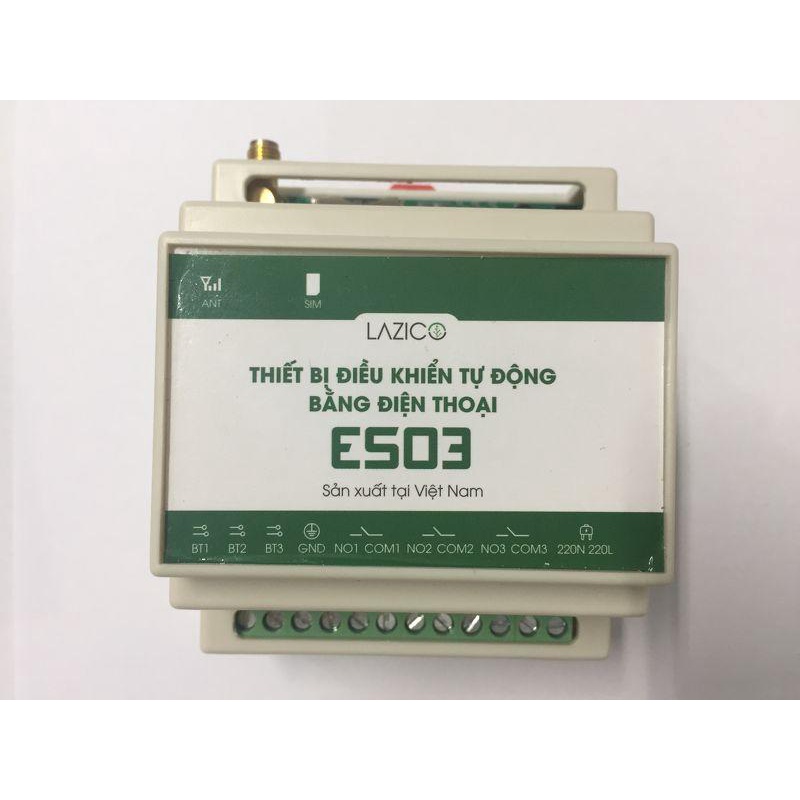 ANT SIM
LAZICO
THIẾT BỊ ĐIỀU KHIỂN TỰ ĐỘNG
BẰNG ĐIỆN THOẠI
ES03
Sản xuất tại Việt Nam
BT1 BT2 BT3 GND NO1 COM1 NO2 COM2 NO3 COM3 220N 220L